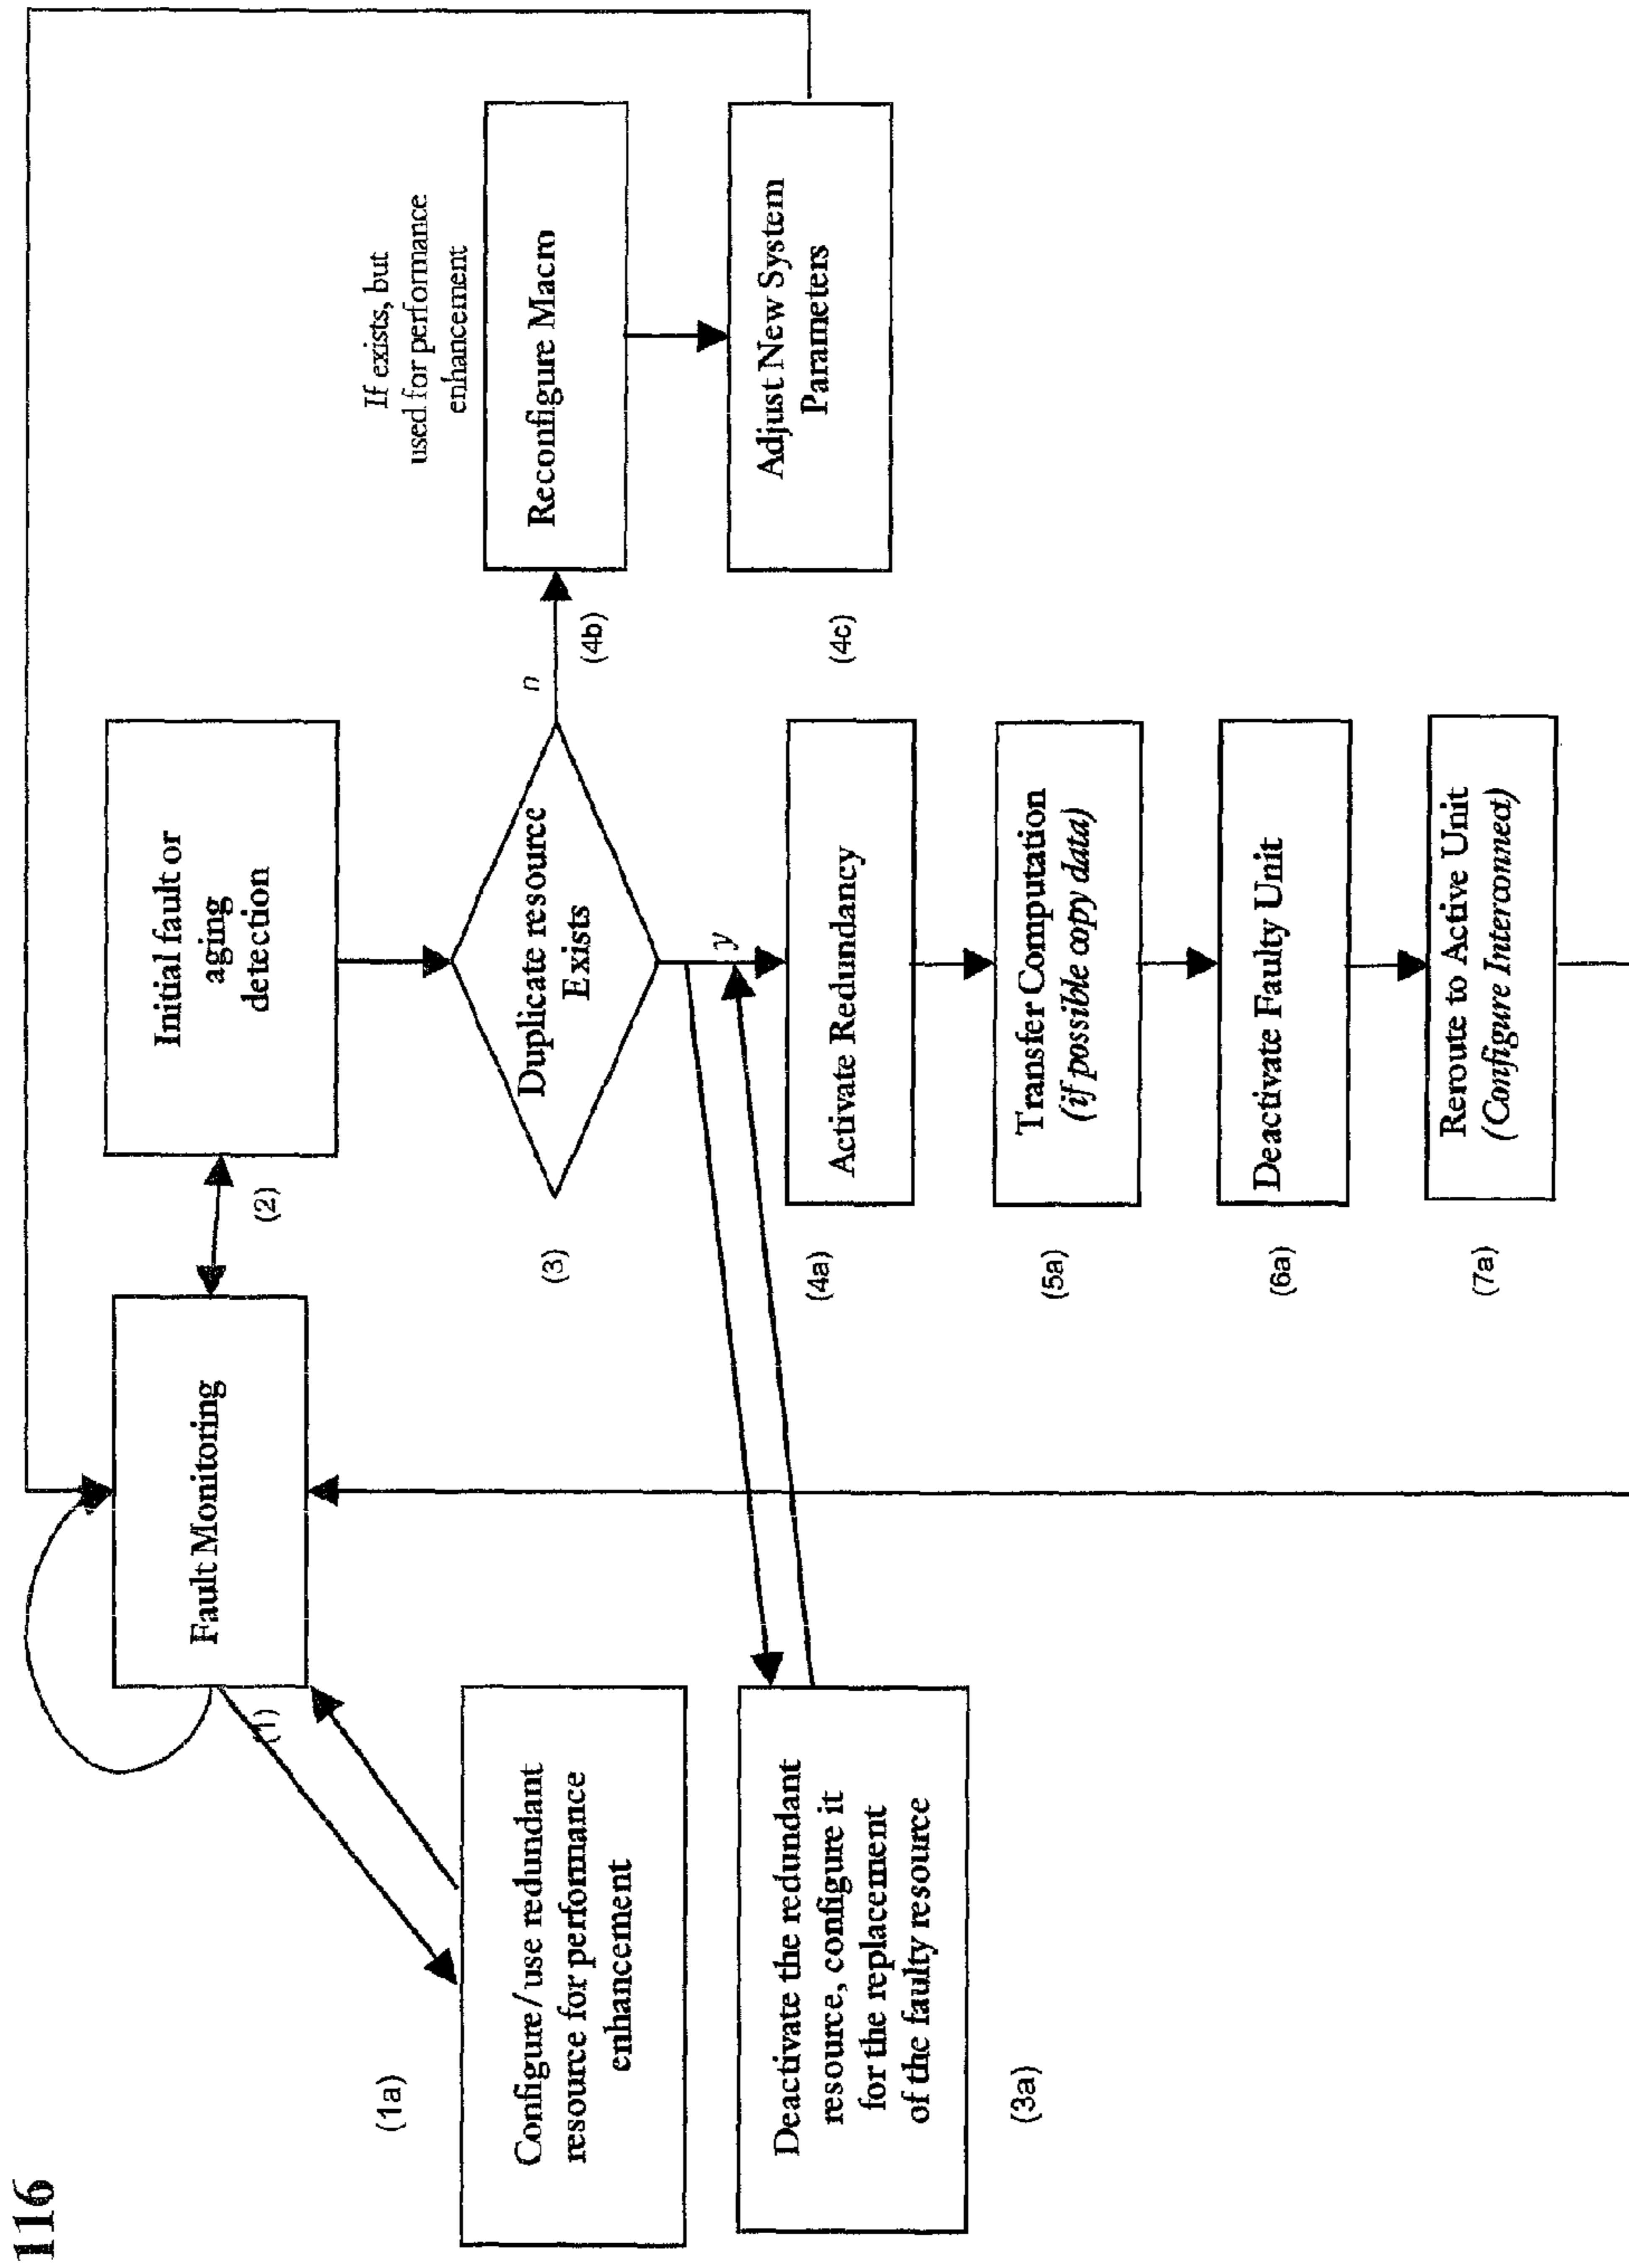 116
Fault Monitoring
(1)
(2)
Initial fault or
aging
detection
(1a)
Configure/use redundant
resource for performance
enhancement
(3)
Duplicate resource
Exists
n
y
(4b)
If exists, but
used for performance
enhancement
Reconfigure Macro
Deactivate the redundant
resource, configure it
for the replacement
of the faulty resource
(3a)
(4a)
Activate Redundancy
(4c)
Adjust New System
Parameters
(5a)
Transfer Computation
(if possible copy data)
(6a)
Deactivate Faulty Unit
(7a)
Reroute to Active Unit
(Configure Interconnect)